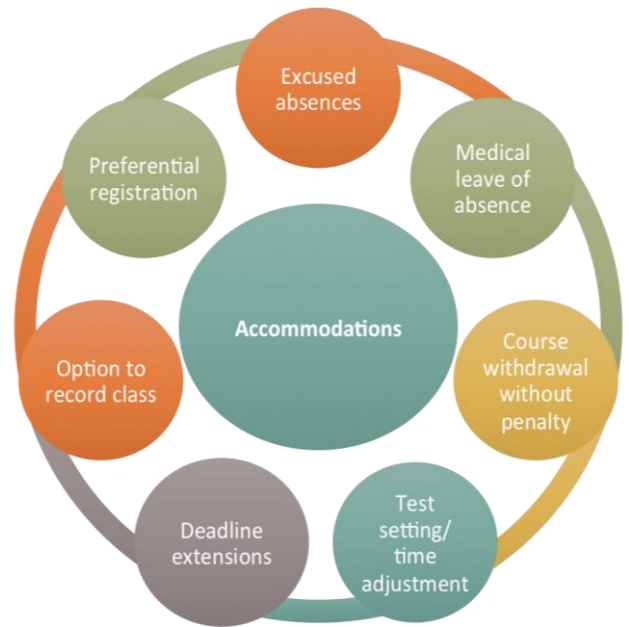 Excused
absences
Medical
leave of
absence
Course
withdrawal
without
penalty
Test
setting/
time
adjustment
Deadline
extensions
Option to
record class
Preferential
registration
Accommodations